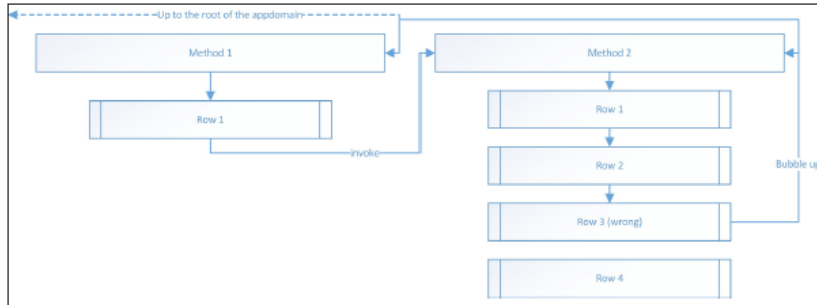 Up to the root of the appdomain
Method 1
Method 2
Row 1
Row 1
invoke
Row 2
Bubble up
Row 3 (wrong)
Row 4